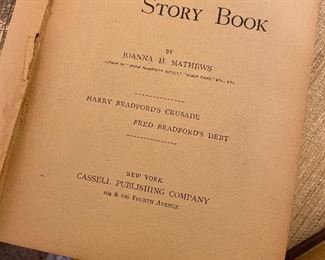 STORY BOOK
BY
JOANNA H. MATHEWS
HARRY BRADFORD'S CRUSADE
FRED BRADFORD'S DEBT
NEW YORK
CASSELL PUBLISHING COMPANY
104 & 106 FOURTH AVENUE